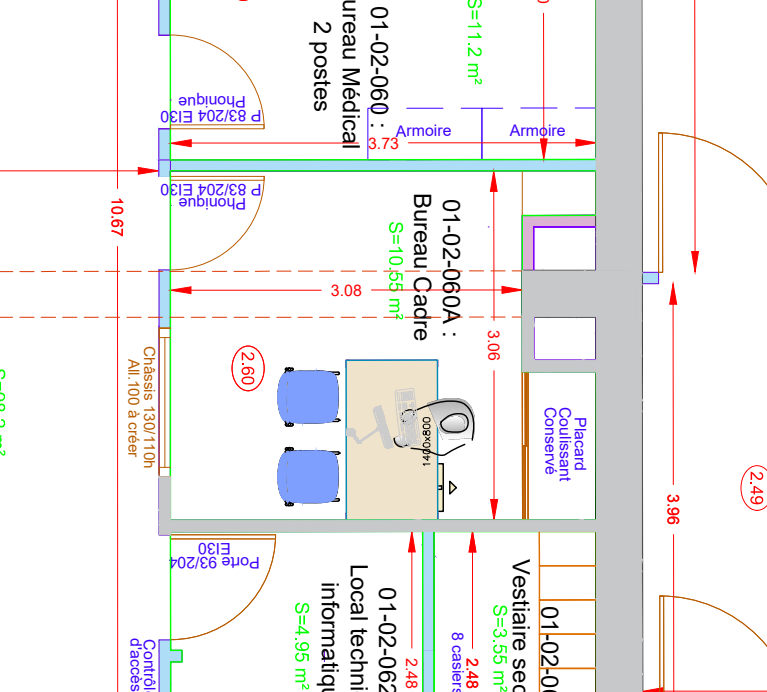 01-02-060 :
ureau Médical
2 postes
S=11.2 m²
P 83/204 EI30
Phonique
Armoire
Armoire
3.73
P 83/204 EI30
Phonique
10.67
01-02-060A :
Bureau Cadre
S=10.55 m²
3.08
3.06
2.60
Châssis 130/110h
All.100 à créer
1400x800
Placard
Coulissant
Conservé
2.49
3.96
Porte 93/204
EI30
Contrôl
d'accès
01-02-062
Local techni
informatiqu
S=4.95 m²
2.48
8 casiers
2.48
01-02-0
Vestiaire sec
S=3.55 m²